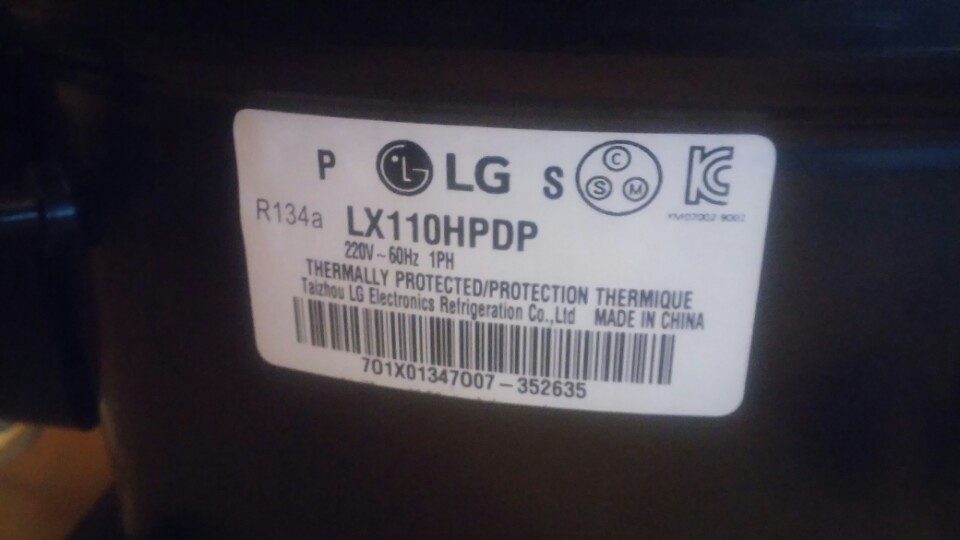 P LG S C S M KC
R134a LX110HPDP
220V~60Hz 1PH
THERMALLY PROTECTED/PROTECTION THERMIQUE
Taizhou LG Electronics Refrigeration Co.,Ltd MADE IN CHINA
701X01347007-352635